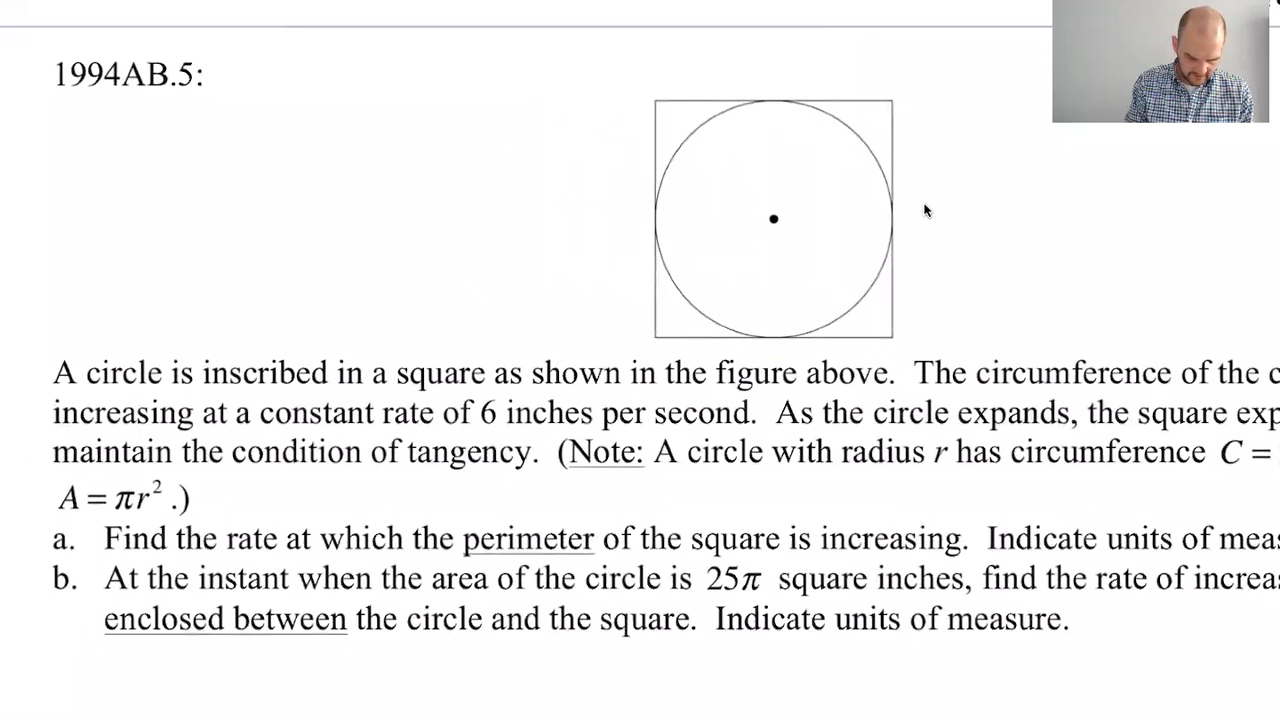 1994AB.5:
A circle is inscribed in a square as shown in the figure above. The circumference of the c
increasing at a constant rate of 6 inches per second. As the circle expands, the square exp
maintain the condition of tangency. (Note: A circle with radius r has circumference C =
A = πr² .)
a. Find the rate at which the perimeter of the square is increasing. Indicate units of meas
b. At the instant when the area of the circle is 25π square inches, find the rate of increas
enclosed between the circle and the square. Indicate units of measure.